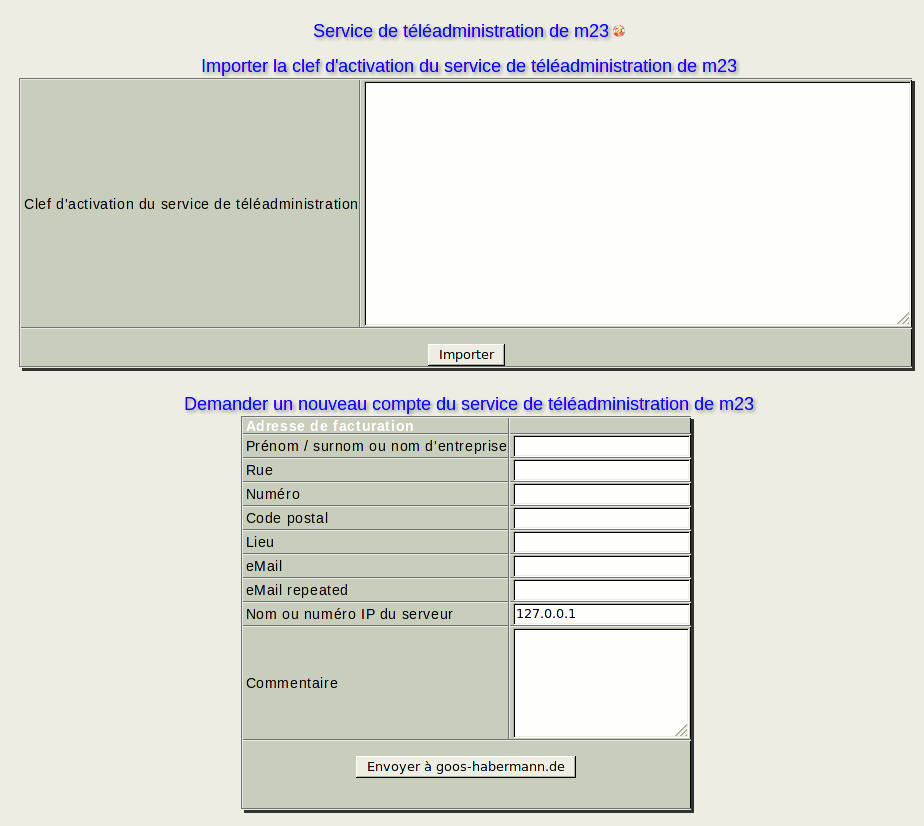 Service de téléadministration de m23
Importer la clef d'activation du service de téléadministration de m23
Clef d'activation du service de téléadministration
Importer
Demander un nouveau compte du service de téléadministration de m23
Adresse de facturation
Prénom / surnom ou nom d'entreprise
Rue
Numéro
Code postal
Lieu
eMail
eMail repeated
Nom ou numéro IP du serveur 127.0.0.1
Commentaire
Envoyer à goos-habermann.de